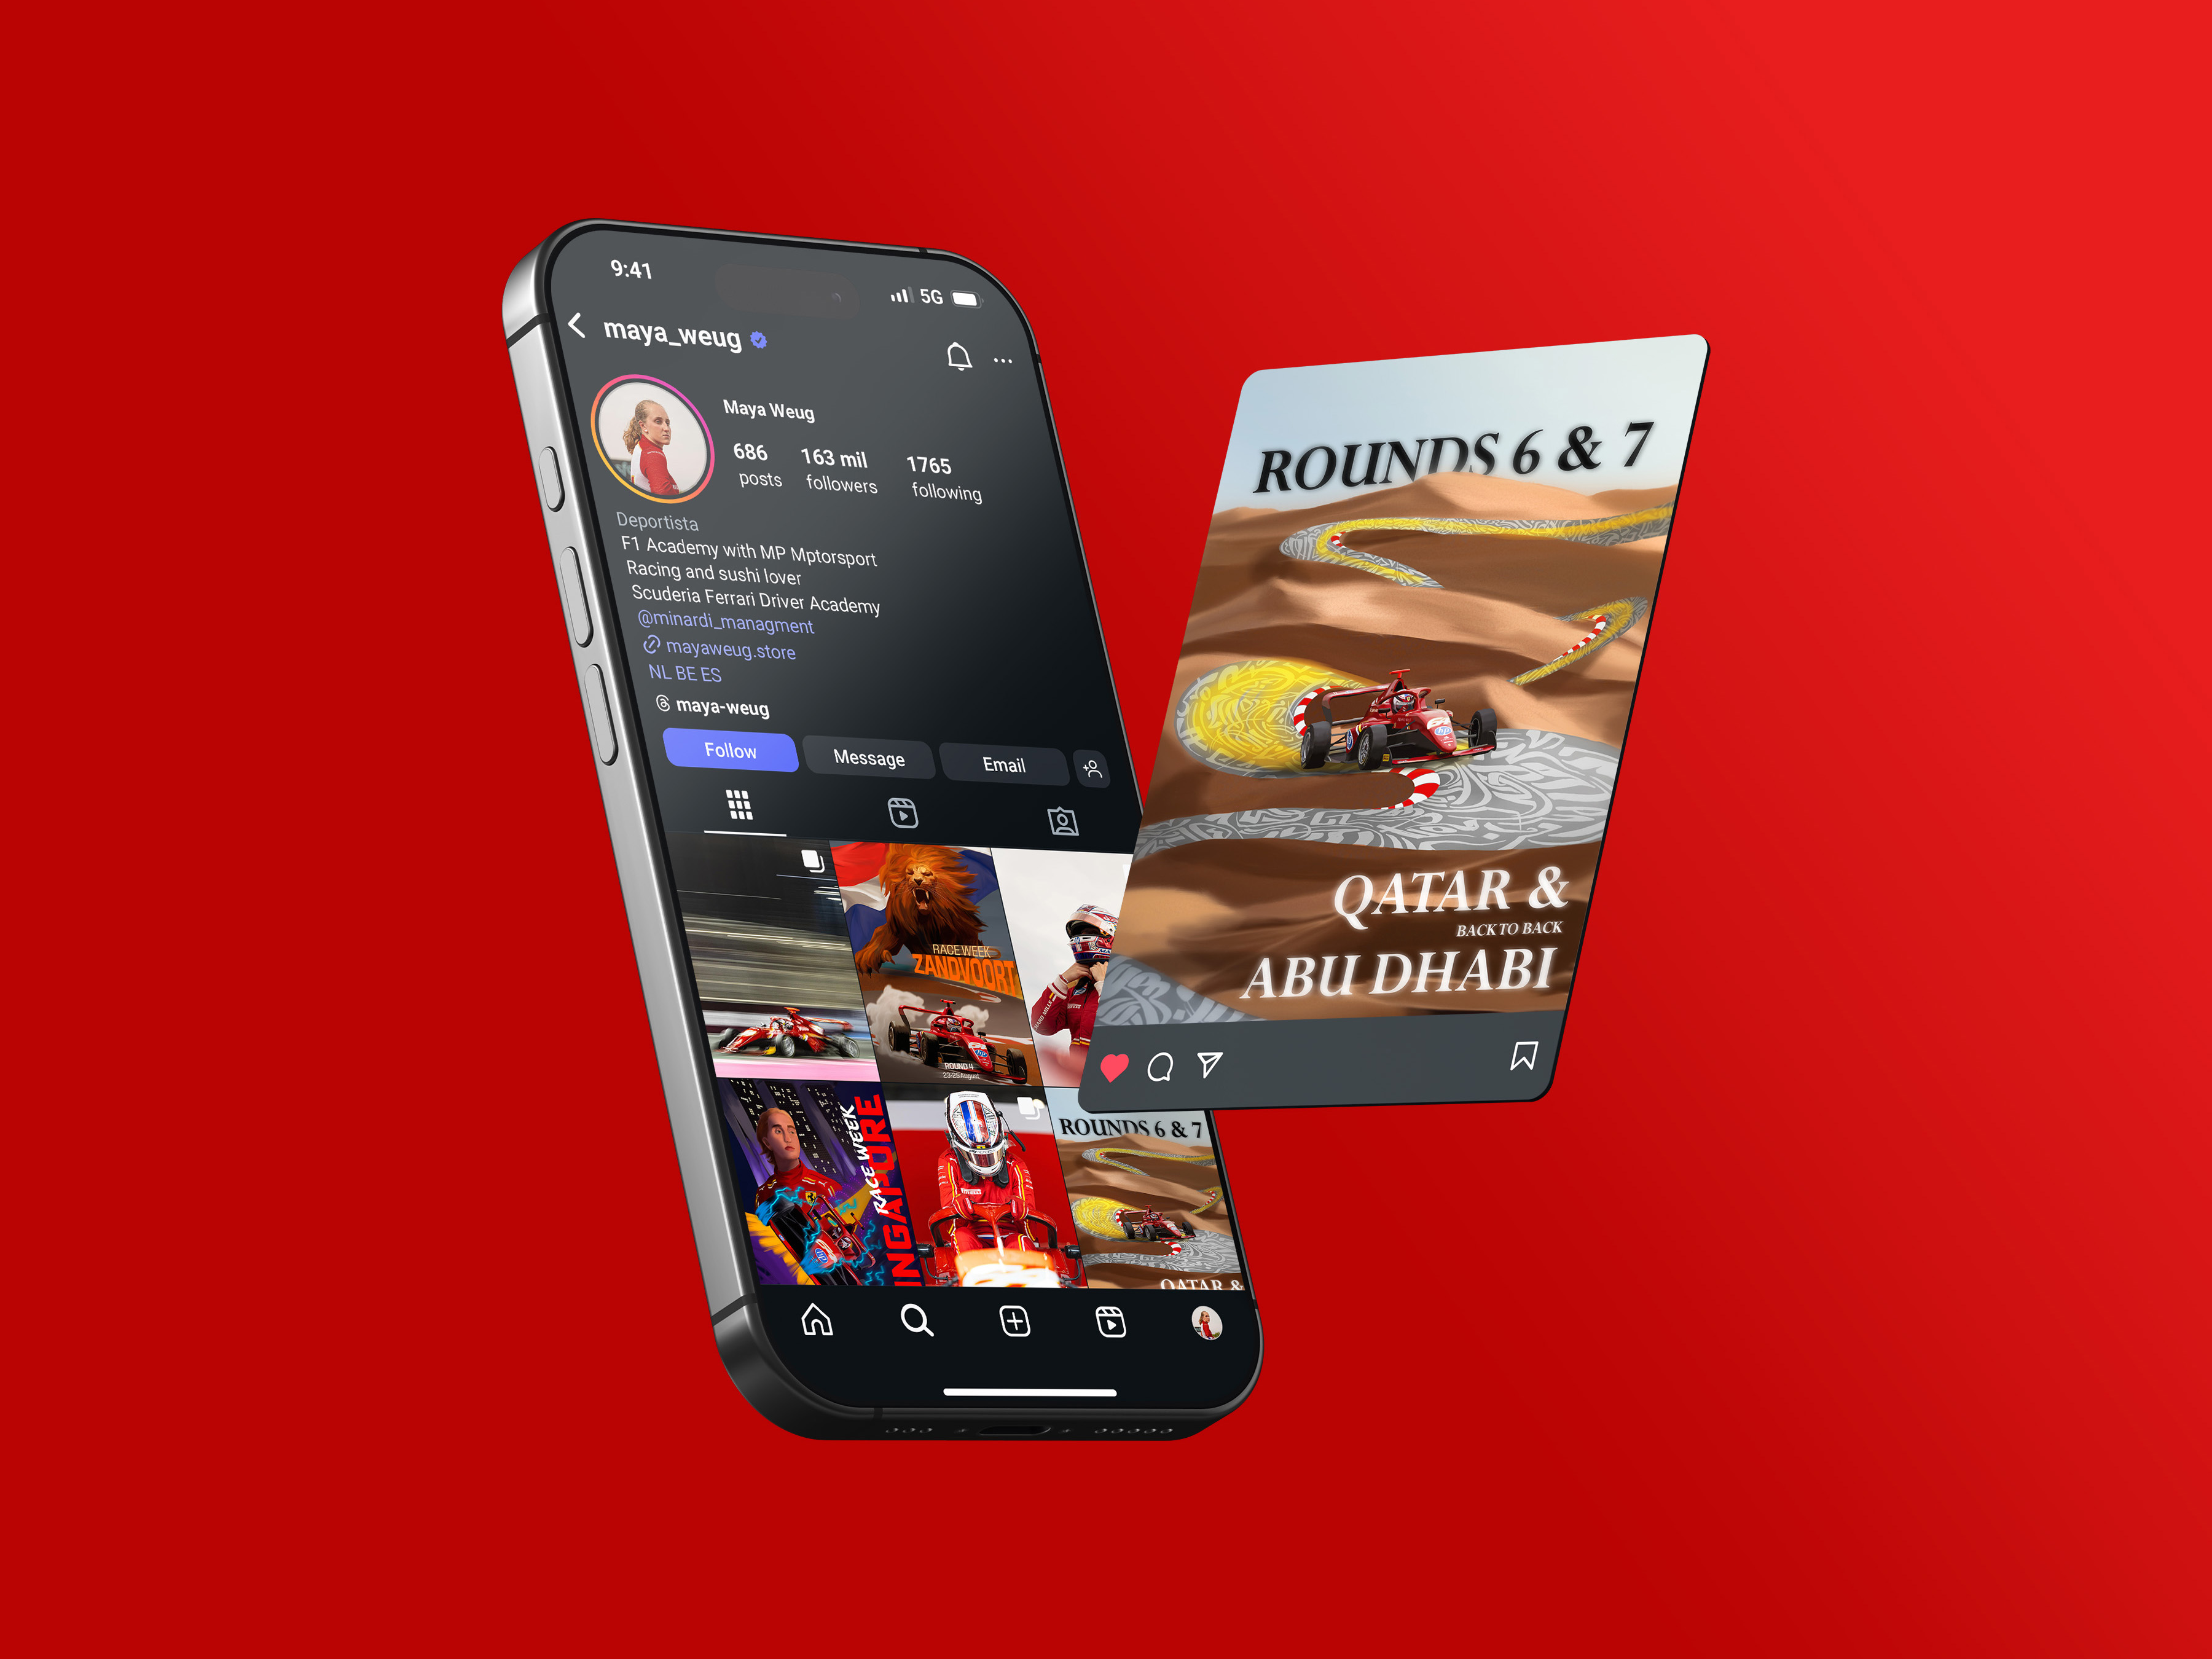 9:41
5G
maya_weug
Maya Weug
686 163 mil 1765
posts followers following
Deportista
F1 Academy with MP Mptorsport
Racing and sushi lover
Scuderia Ferrari Driver Academy
@minardi_managment
mayaweug.store
NL BE ES
maya-weug
Follow Message Email
RACE WEEK
ZANDVOORT
ROUND 4
23-25 August
RACE WEEK
INGAPORE
ROUNDS 6 & 7
QATAR &
ROUNDS 6 & 7
QATAR &
BACK TO BACK
ABU DHABI